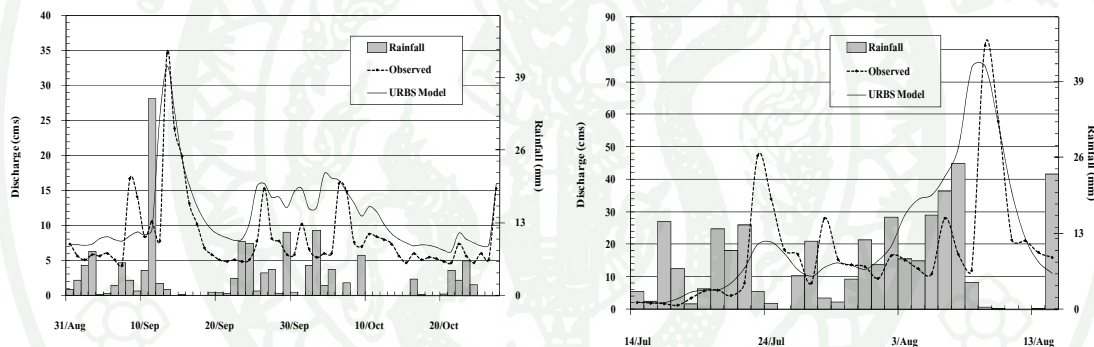 40
35
30
25
20
15
10
5
0
Discharge (cms)
Rainfall
Observed
URBS Model
39
26
13
0
Rainfall (mm)
31/Aug
10/Sep
20/Sep
30/Sep
10/Oct
20/Oct
90
80
70
60
50
40
30
20
10
0
Discharge (cms)
Rainfall
Observed
URBS Model
39
26
13
0
Rainfall (mm)
14/Jul
24/Jul
3/Aug
13/Aug